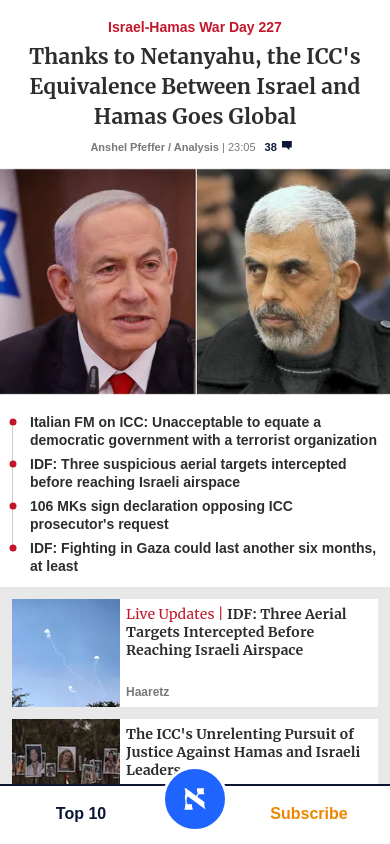 Israel-Hamas War Day 227
Thanks to Netanyahu, the ICC's
Equivalence Between Israel and
Hamas Goes Global
Anshel Pfeffer / Analysis | 23:05 38
Italian FM on ICC: Unacceptable to equate a
democratic government with a terrorist organization
IDF: Three suspicious aerial targets intercepted
before reaching Israeli airspace
106 MKs sign declaration opposing ICC
prosecutor's request
IDF: Fighting in Gaza could last another six months,
at least
Live Updates | IDF: Three Aerial
Targets Intercepted Before
Reaching Israeli Airspace
Haaretz
The ICC's Unrelenting Pursuit of
Justice Against Hamas and Israeli
Leaders
Top 10
Subscribe